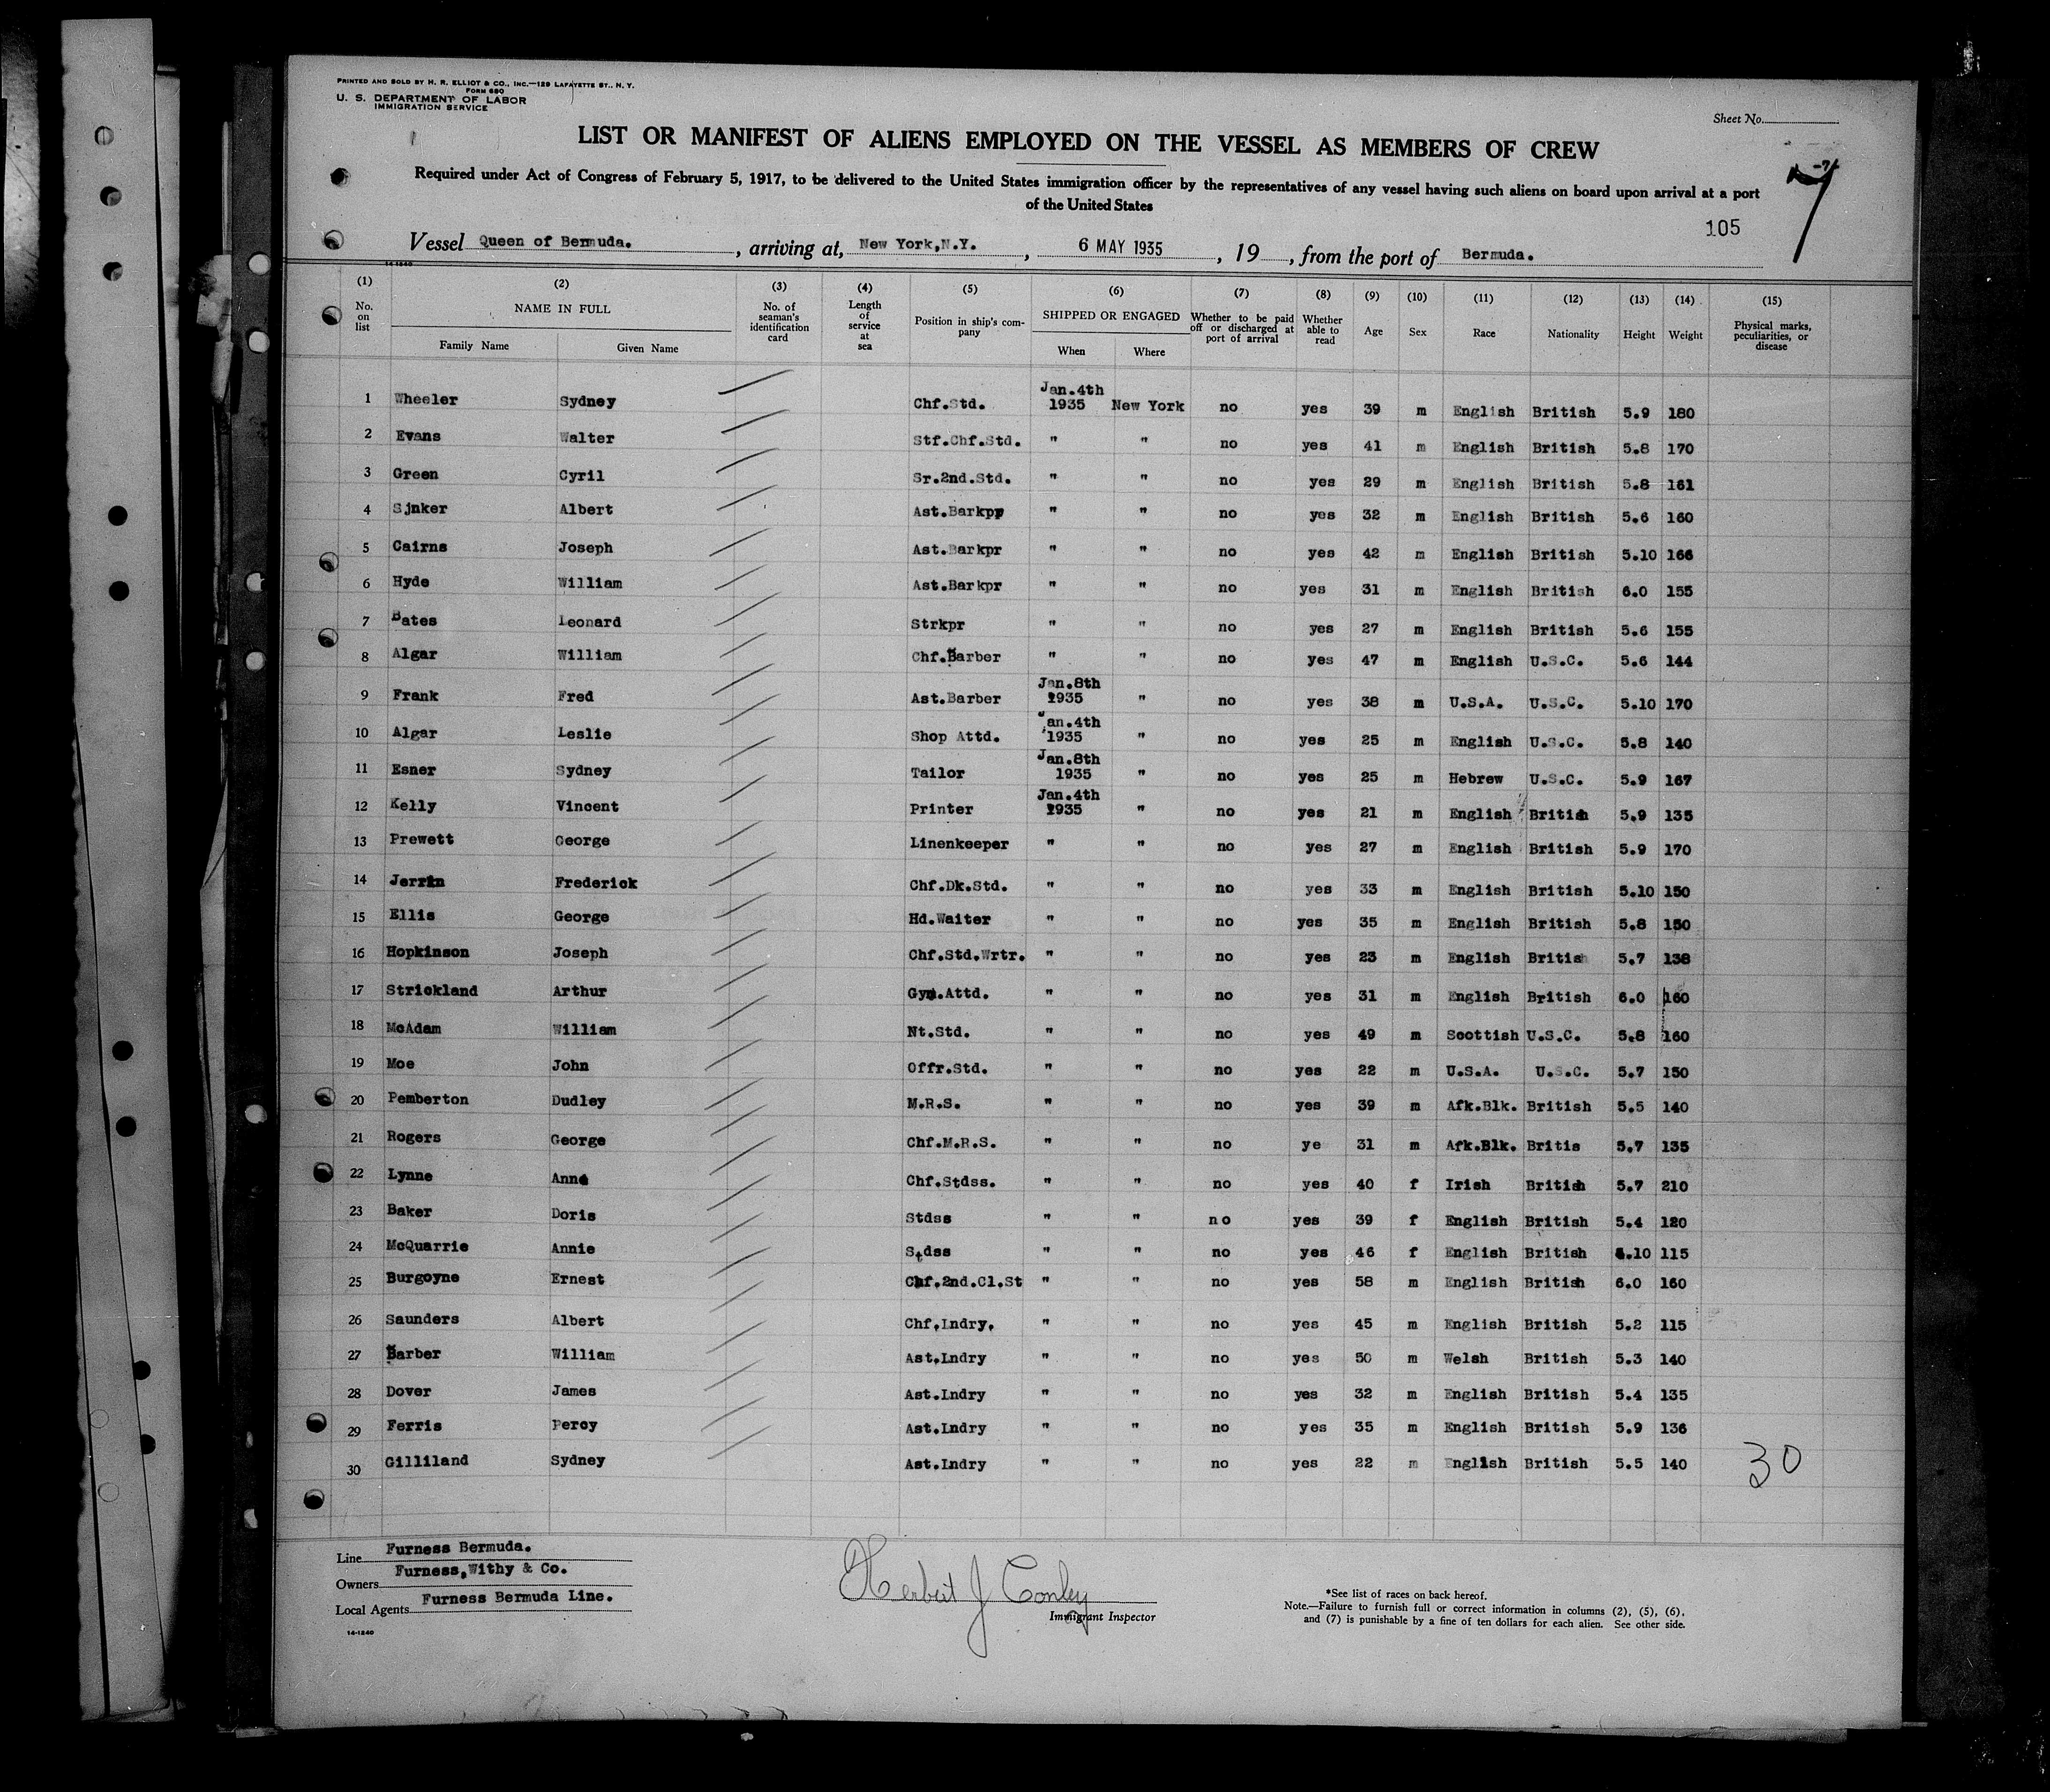 PRINTED AND SOLD BY H. R. ELLIOT & CO., INC.—129 LAFAYETTE ST., N. Y.
FORM 680
U. S. DEPARTMENT OF LABOR
IMMIGRATION SERVICE
Sheet No.
LIST OR MANIFEST OF ALIENS EMPLOYED ON THE VESSEL AS MEMBERS OF CREW
Required under Act of Congress of February 5, 1917, to be delivered to the United States immigration officer by the representatives of any vessel having such aliens on board upon arrival at a port
of the United States
105
Vessel Queen of Bermuda. , arriving at, New York,N.Y. , 6 MAY 1935 , 19 , from the port of Bermuda.
14-1240
(1) (2) (3) (4) (5) (6) (7) (8) (9) (10) (11) (12) (13) (14) (15)
No. on list NAME IN FULL Family Name Given Name No. of seaman's identification card Length of service at sea Position in ship's company SHIPPED OR ENGAGED When Where Whether to be paid off or discharged at port of arrival Whether able to read Age Sex Race Nationality Height Weight Physical marks, peculiarities, or disease
1 Wheeler Sydney Chf.Std. Jan.4th 1935 New York no yes 39 m English British 5.9 180
2 Evans Walter Stf.Chf.Std. " " no yes 41 m English British 5.8 170
3 Green Cyril Sr.2nd.Std. " " no yes 29 m English British 5.8 161
4 Sjnker Albert Ast.Barkpr " " no yes 32 m English British 5.6 160
5 Cairns Joseph Ast.Barkpr " " no yes 42 m English British 5.10 166
6 Hyde William Ast.Barkpr " " no yes 31 m English British 6.0 155
7 Bates Leonard Strkpr " " no yes 27 m English British 5.6 155
8 Algar William Chf.Barber " " no yes 47 m English U.S.C. 5.6 144
9 Frank Fred Ast.Barber Jan.8th 1935 " no yes 38 m U.S.A. U.S.C. 5.10 170
10 Algar Leslie Shop Attd. Jan.4th 1935 " no yes 25 m English U.S.C. 5.8 140
11 Esner Sydney Tailor Jan.8th 1935 " no yes 25 m Hebrew U.S.C. 5.9 167
12 Kelly Vincent Printer Jan.4th 1935 " no yes 21 m English British 5.9 135
13 Prewett George Linenkeeper " " no yes 27 m English British 5.9 170
14 Jerrin Frederick Chf.Dk.Std. " " no yes 33 m English British 5.10 150
15 Ellis George Hd.Waiter " " no yes 35 m English British 5.8 150
16 Hopkinson Joseph Chf.Std.Wrtr. " " no yes 23 m English British 5.7 138
17 Strickland Arthur Gym.Attd. " " no yes 31 m English British 6.0 160
18 McAdam William Nt.Std. " " no yes 49 m Scottish U.S.C. 5.8 160
19 Moe John Offr.Std. " " no yes 22 m U.S.A. U.S.C. 5.7 150
20 Pemberton Dudley M.R.S. " " no yes 39 m Afk.Blk. British 5.5 140
21 Rogers George Chf.M.R.S. " " no ye 31 m Afk.Blk. Britis 5.7 135
22 Lynne Anne Chf.Stdss. " " no yes 40 f Irish British 5.7 210
23 Baker Doris Stdss " " no yes 39 f English British 5.4 120
24 McQuarrie Annie Stdss " " no yes 46 f English British 4.10 115
25 Burgoyne Ernest Chf.2nd.Cl.St " " no yes 58 m English British 6.0 160
26 Saunders Albert Chf.Lndry. " " no yes 45 m English British 5.2 115
27 Barber William Ast.Lndry " " no yes 50 m Welsh British 5.3 140
28 Dover James Ast.Lndry " " no yes 32 m English British 5.4 135
29 Ferris Percy Ast.Lndry " " no yes 35 m English British 5.9 136
30 Gilliland Sydney Ast.Lndry " " no yes 22 m English British 5.5 140
30
Line Furness Bermuda.
Owners Furness,Withy & Co.
Local Agents Furness Bermuda Line.
14-1240
Herbert J Conley
Immigrant Inspector
*See list of races on back hereof.
Note.—Failure to furnish full or correct information in columns (2), (5), (6),
and (7) is punishable by a fine of ten dollars for each alien. See other side.